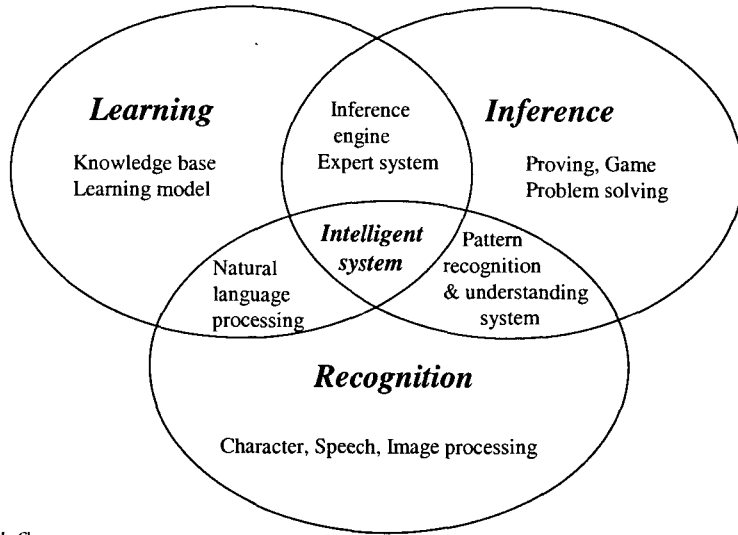 Learning
Knowledge base
Learning model
Inference
engine
Expert system
Inference
Proving, Game
Problem solving
Intelligent
system
Natural
language
processing
Pattern
recognition
& understanding
system
Recognition
Character, Speech, Image processing